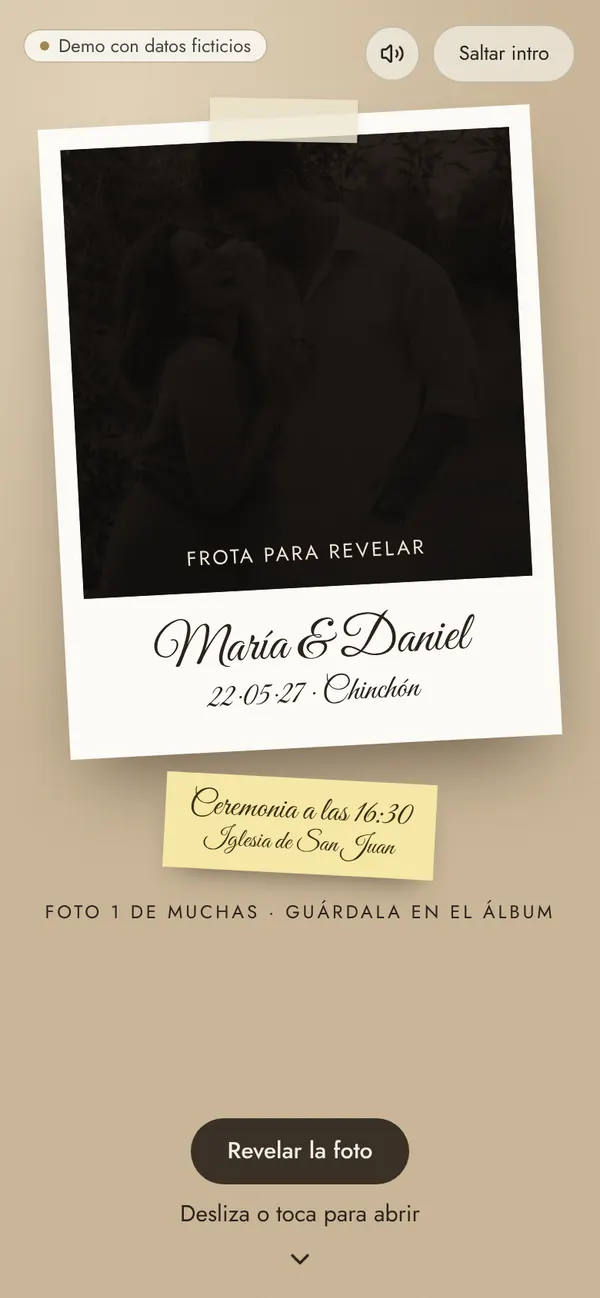 Demo con datos ficticios
Saltar intro
FROTA PARA REVELAR
María & Daniel
22·05·27 · Chinchón
Ceremonia a las 16:30
Iglesia de San Juan
FOTO 1 DE MUCHAS · GUÁRDALA EN EL ÁLBUM
Revelar la foto
Desliza o toca para abrir